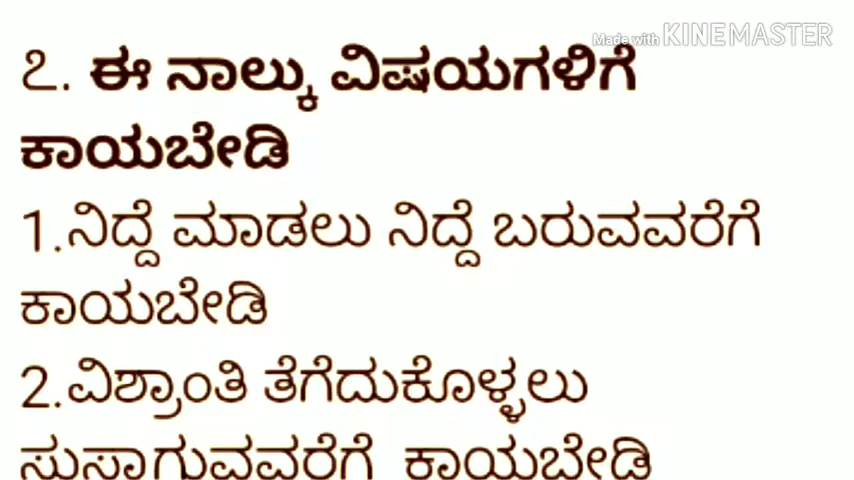 Made with KINEMASTER
೭. ಈ ನಾಲ್ಕು ವಿಷಯಗಳಿಗೆ
ಕಾಯಬೇಡಿ
1.ನಿದ್ದೆ ಮಾಡಲು ನಿದ್ದೆ ಬರುವವರೆಗೆ
ಕಾಯಬೇಡಿ
2.ವಿಶ್ರಾಂತಿ ತೆಗೆದುಕೊಳ್ಳಲು
ಸುಸಾಗುವವರೆಗೆ ಕಾಯಬೇಡಿ